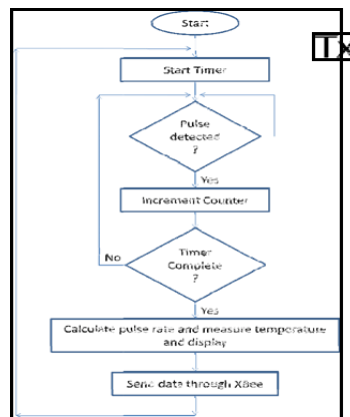 Start
Tx
Start Timer
Pulse
detected
?
Yes
Increment Counter
Timer
Complete
?
No
Yes
Calculate pulse rate and measure temperature
and display
Send data through XBee